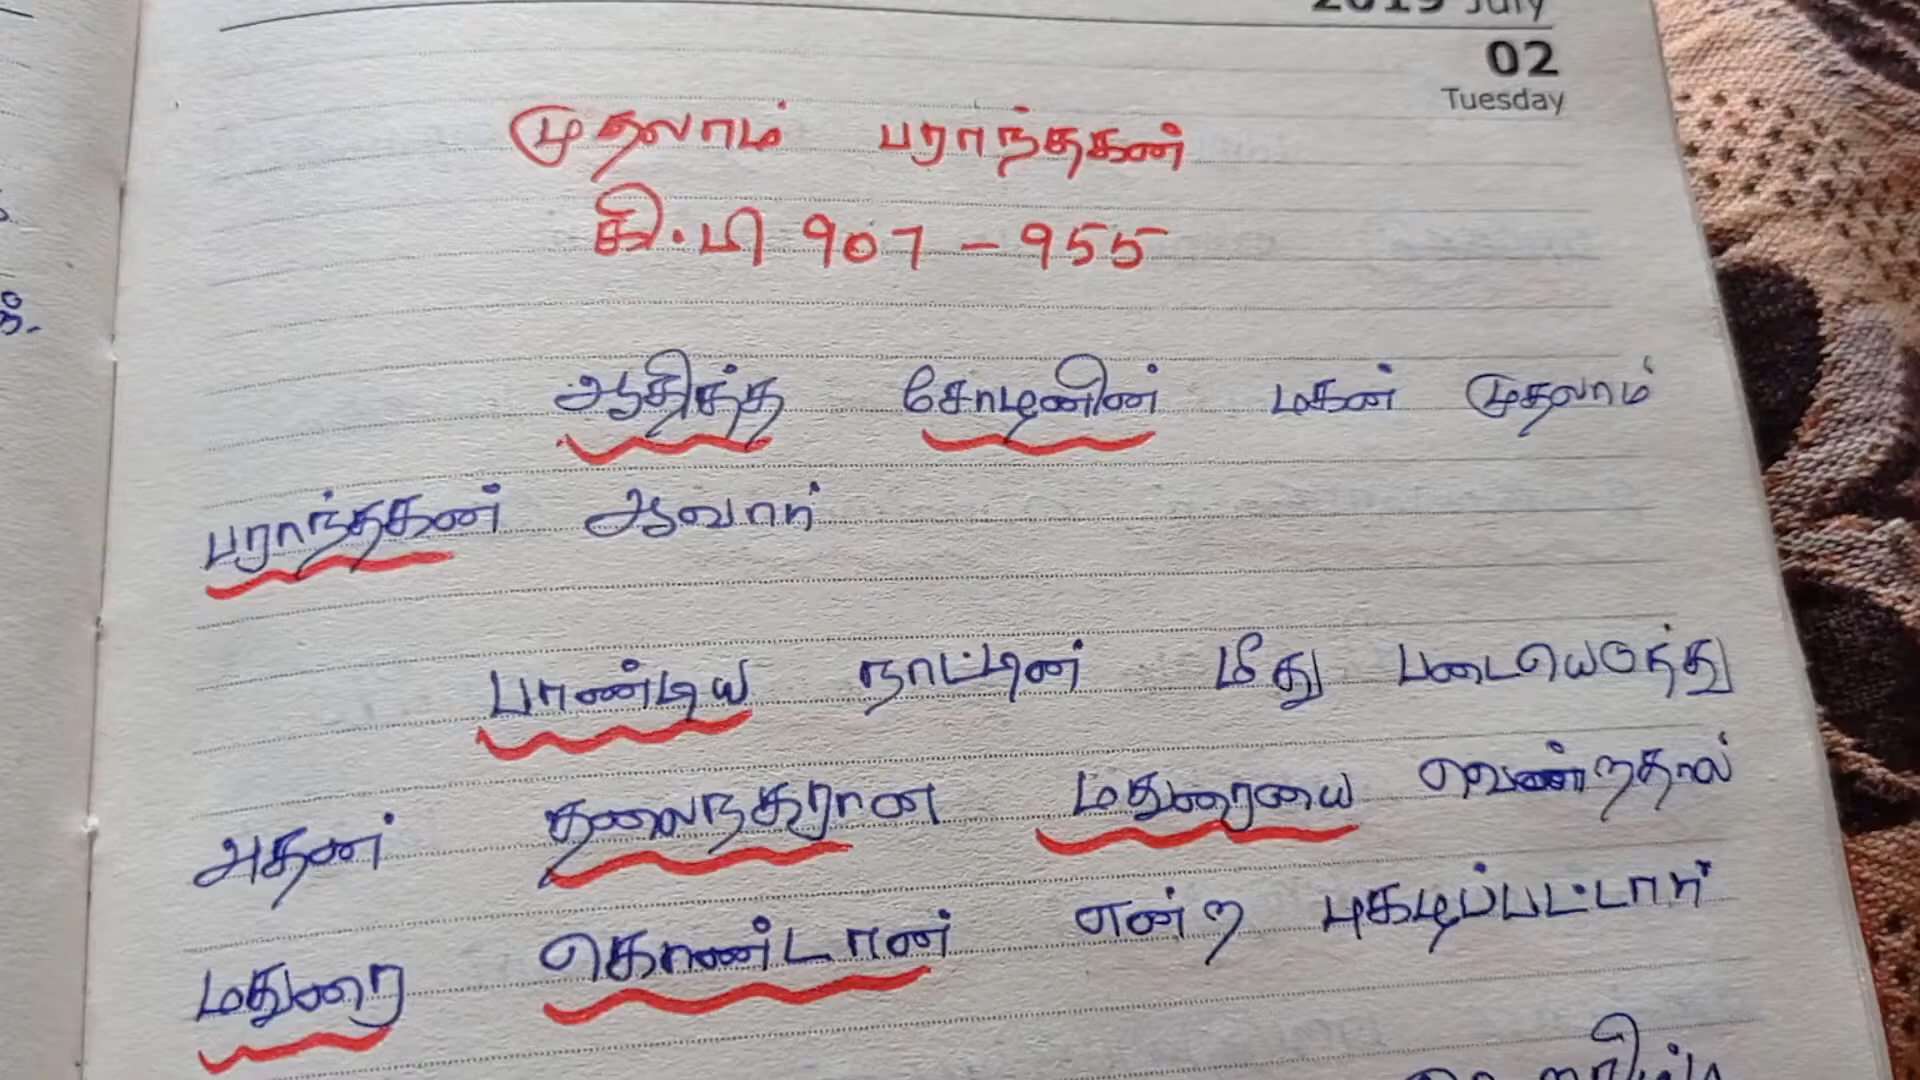 2019 July
02
Tuesday
முதலாம் பராந்தகன்
கி.பி 907 - 955
ஆதித்த சோழனின் மகன் முதலாம்
பராந்தகன் ஆவார்
பாண்டிய நாட்டின் மீது படையெடுத்து
அதன் தலைநகரான மதுரையை வென்றதால்
மதுரை கொண்டான் என்று புகழப்பட்டார்